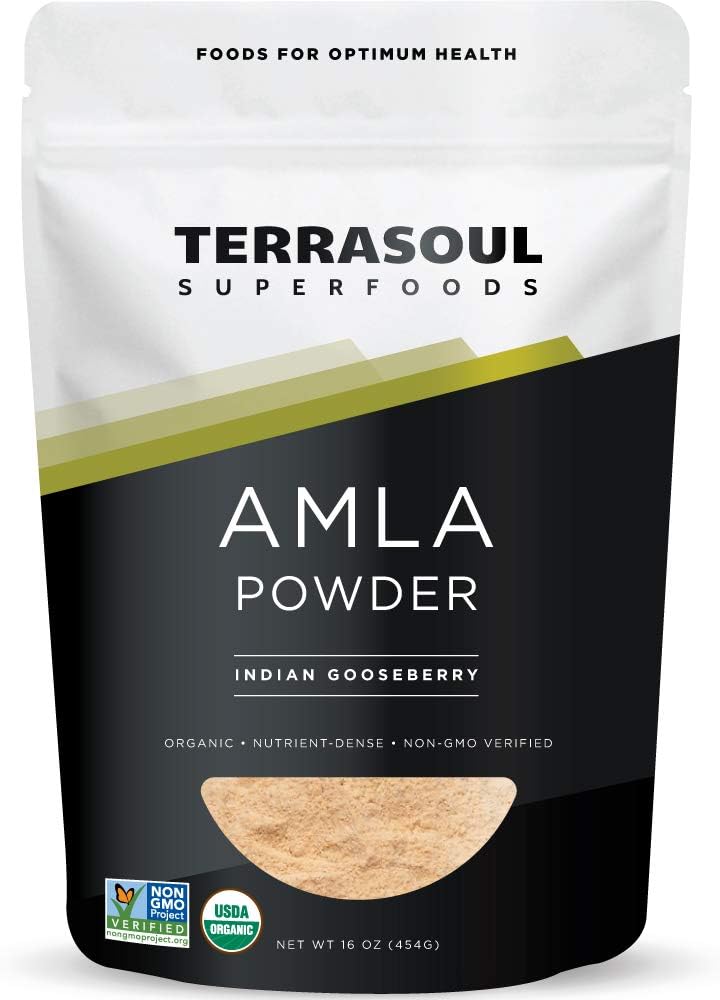 FOODS FOR OPTIMUM HEALTH
TERRASOUL
SUPERFOODS
AMLA
POWDER
INDIAN GOOSEBERRY
ORGANIC • NUTRIENT-DENSE • NON-GMO VERIFIED
NON
GMO
Project
VERIFIED
nongmoproject.org
USDA
ORGANIC
NET WT 16 OZ (454G)